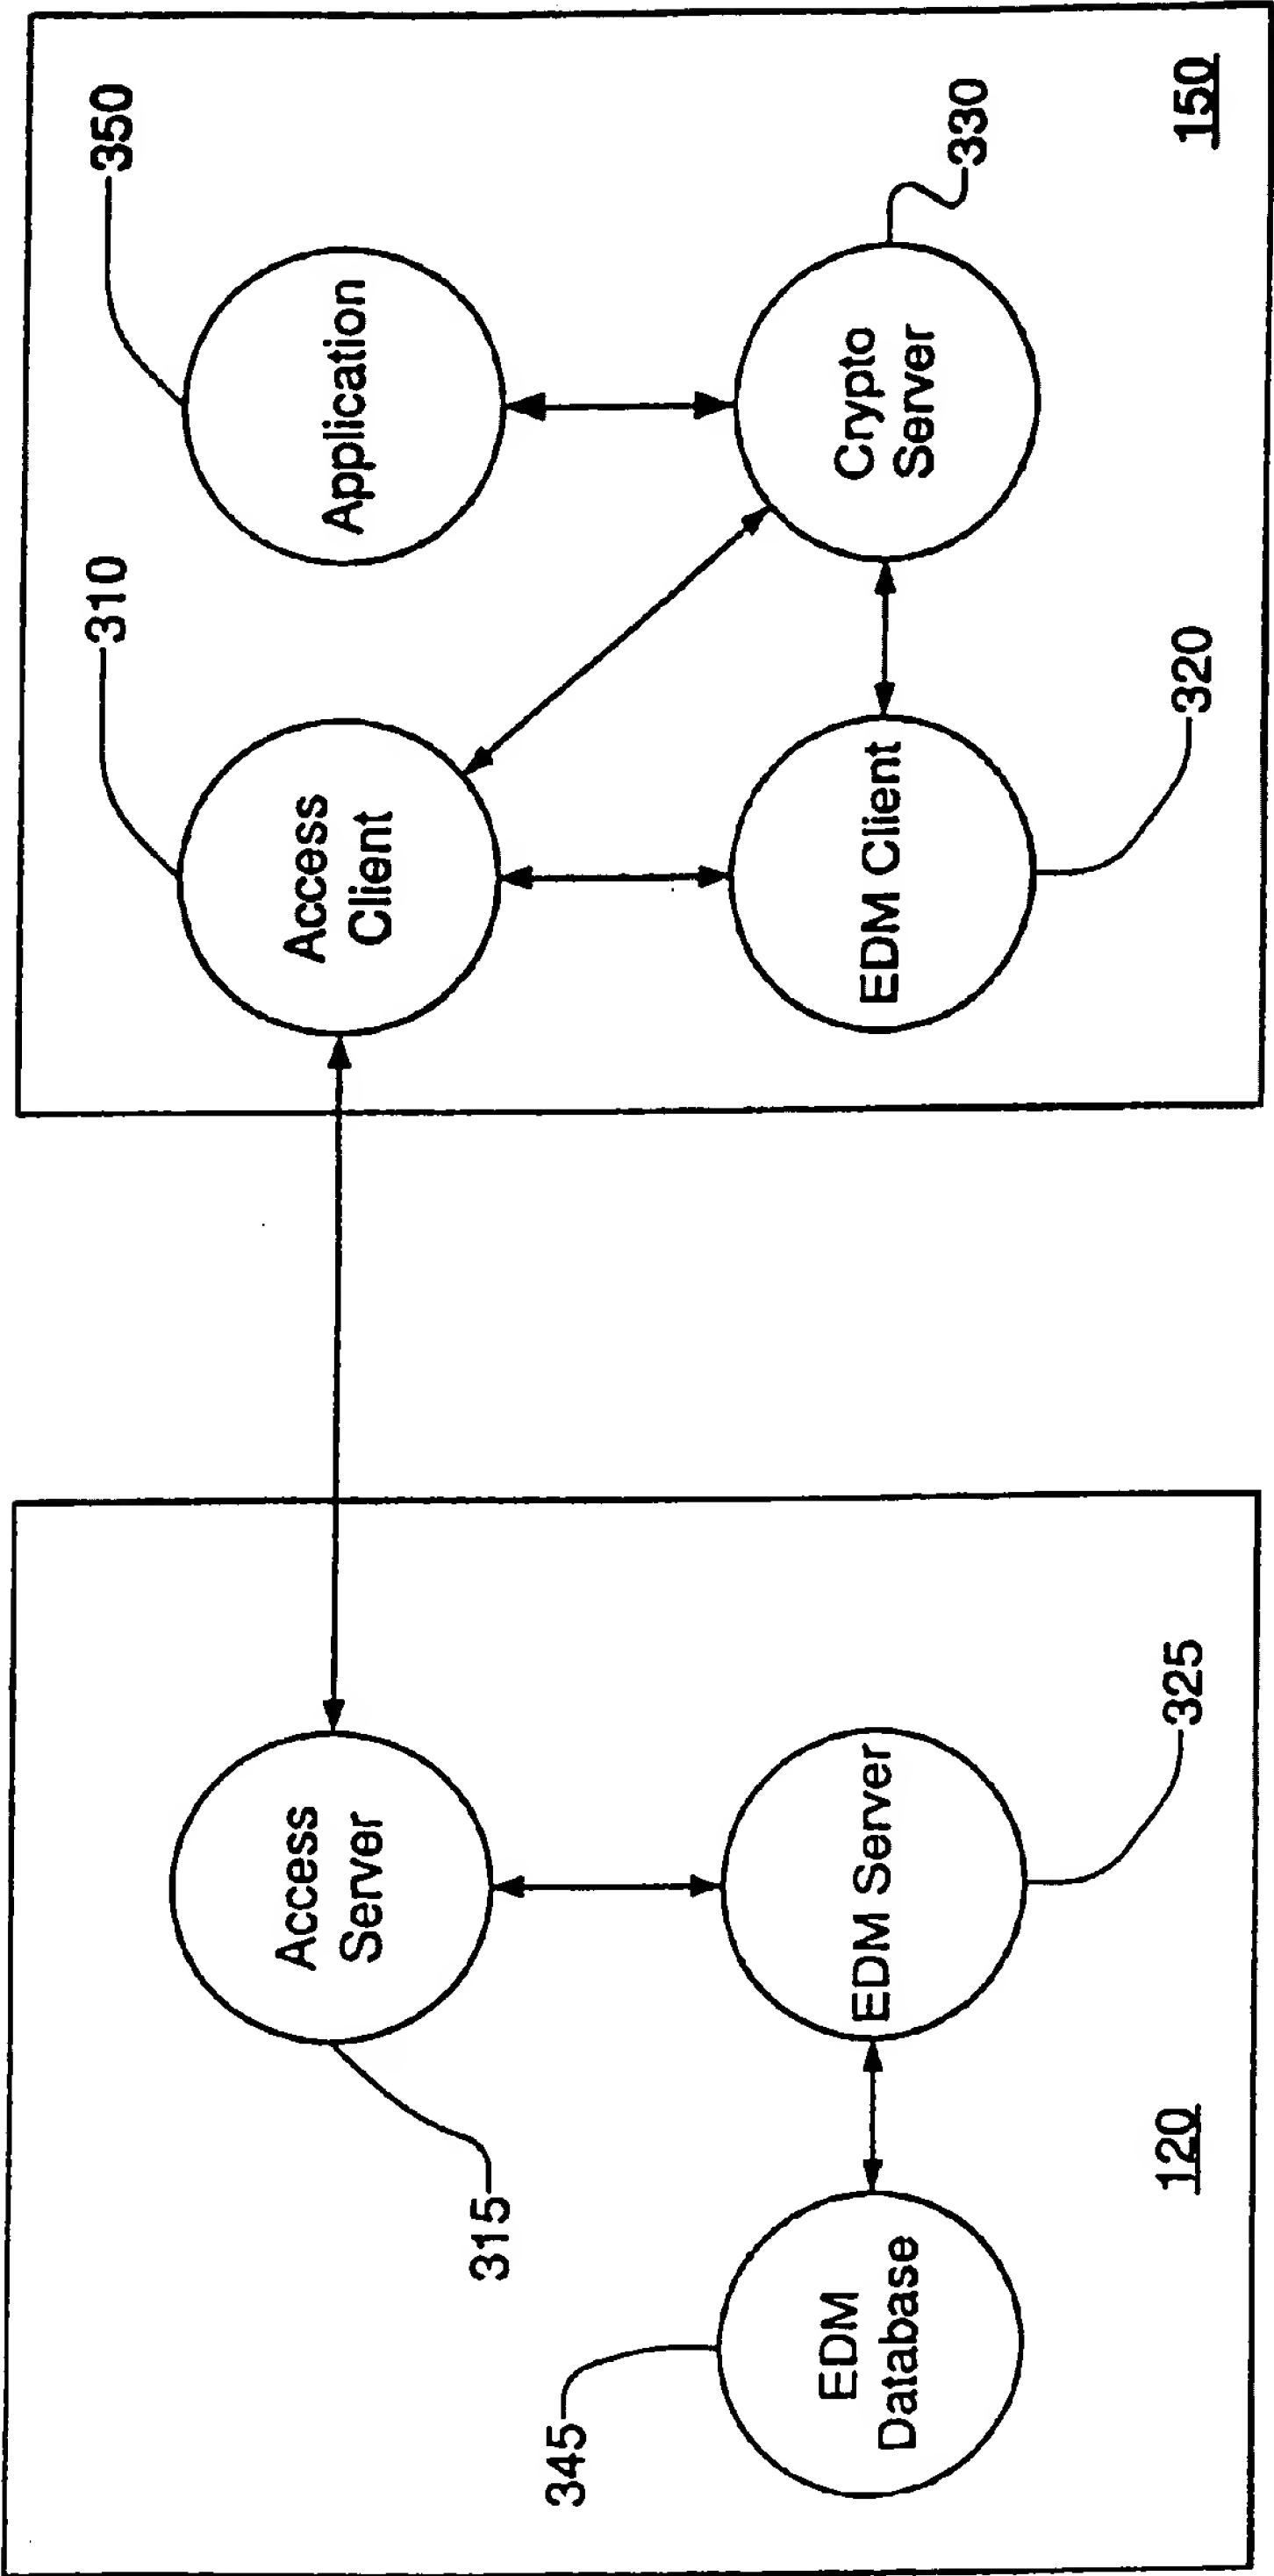 315
Access
Server
310
Access
Client
350
Application
345
EDM
Database
EDM Server
325
EDM Client
320
Crypto
Server
330
120
150